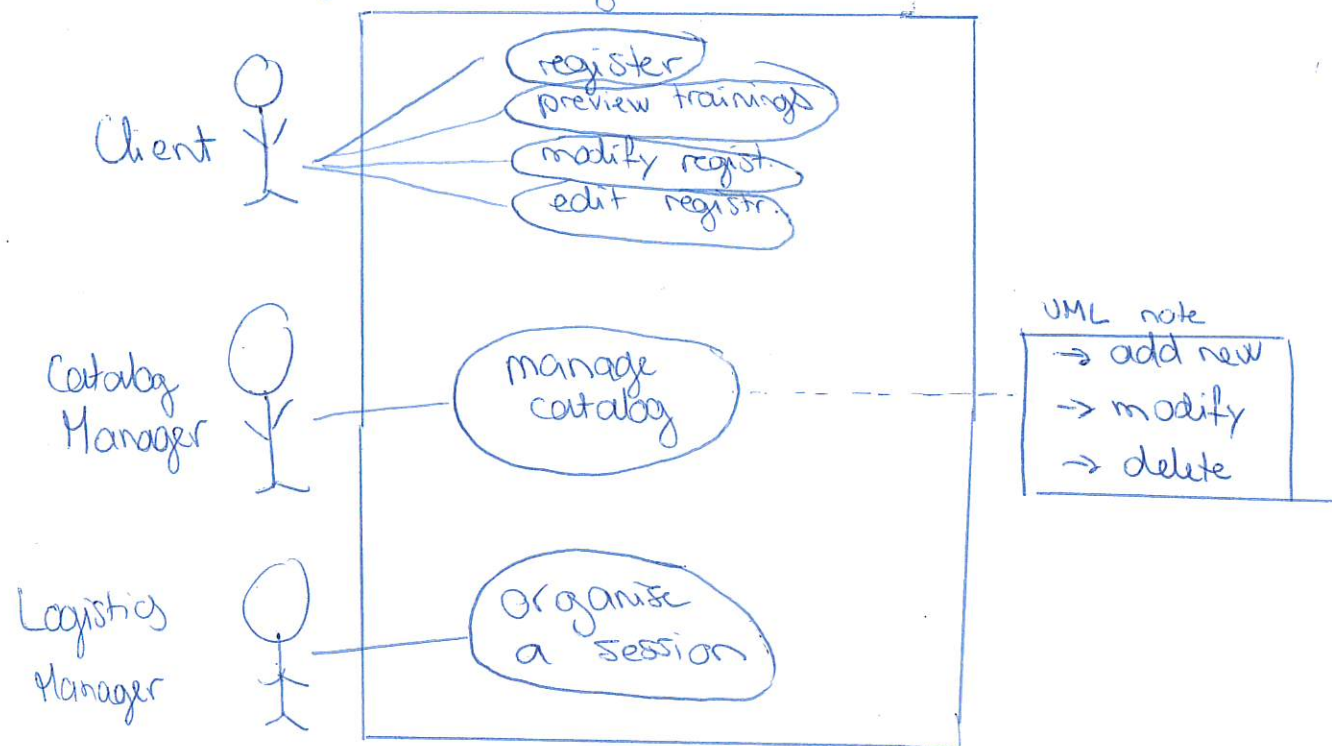 register
preview trainings
Client
modify regist.
edit registr.
UML note
manage
catalog
Catalog
Manager
→ add new
→ modify
→ delete
organise
a session
Logistics
Manager